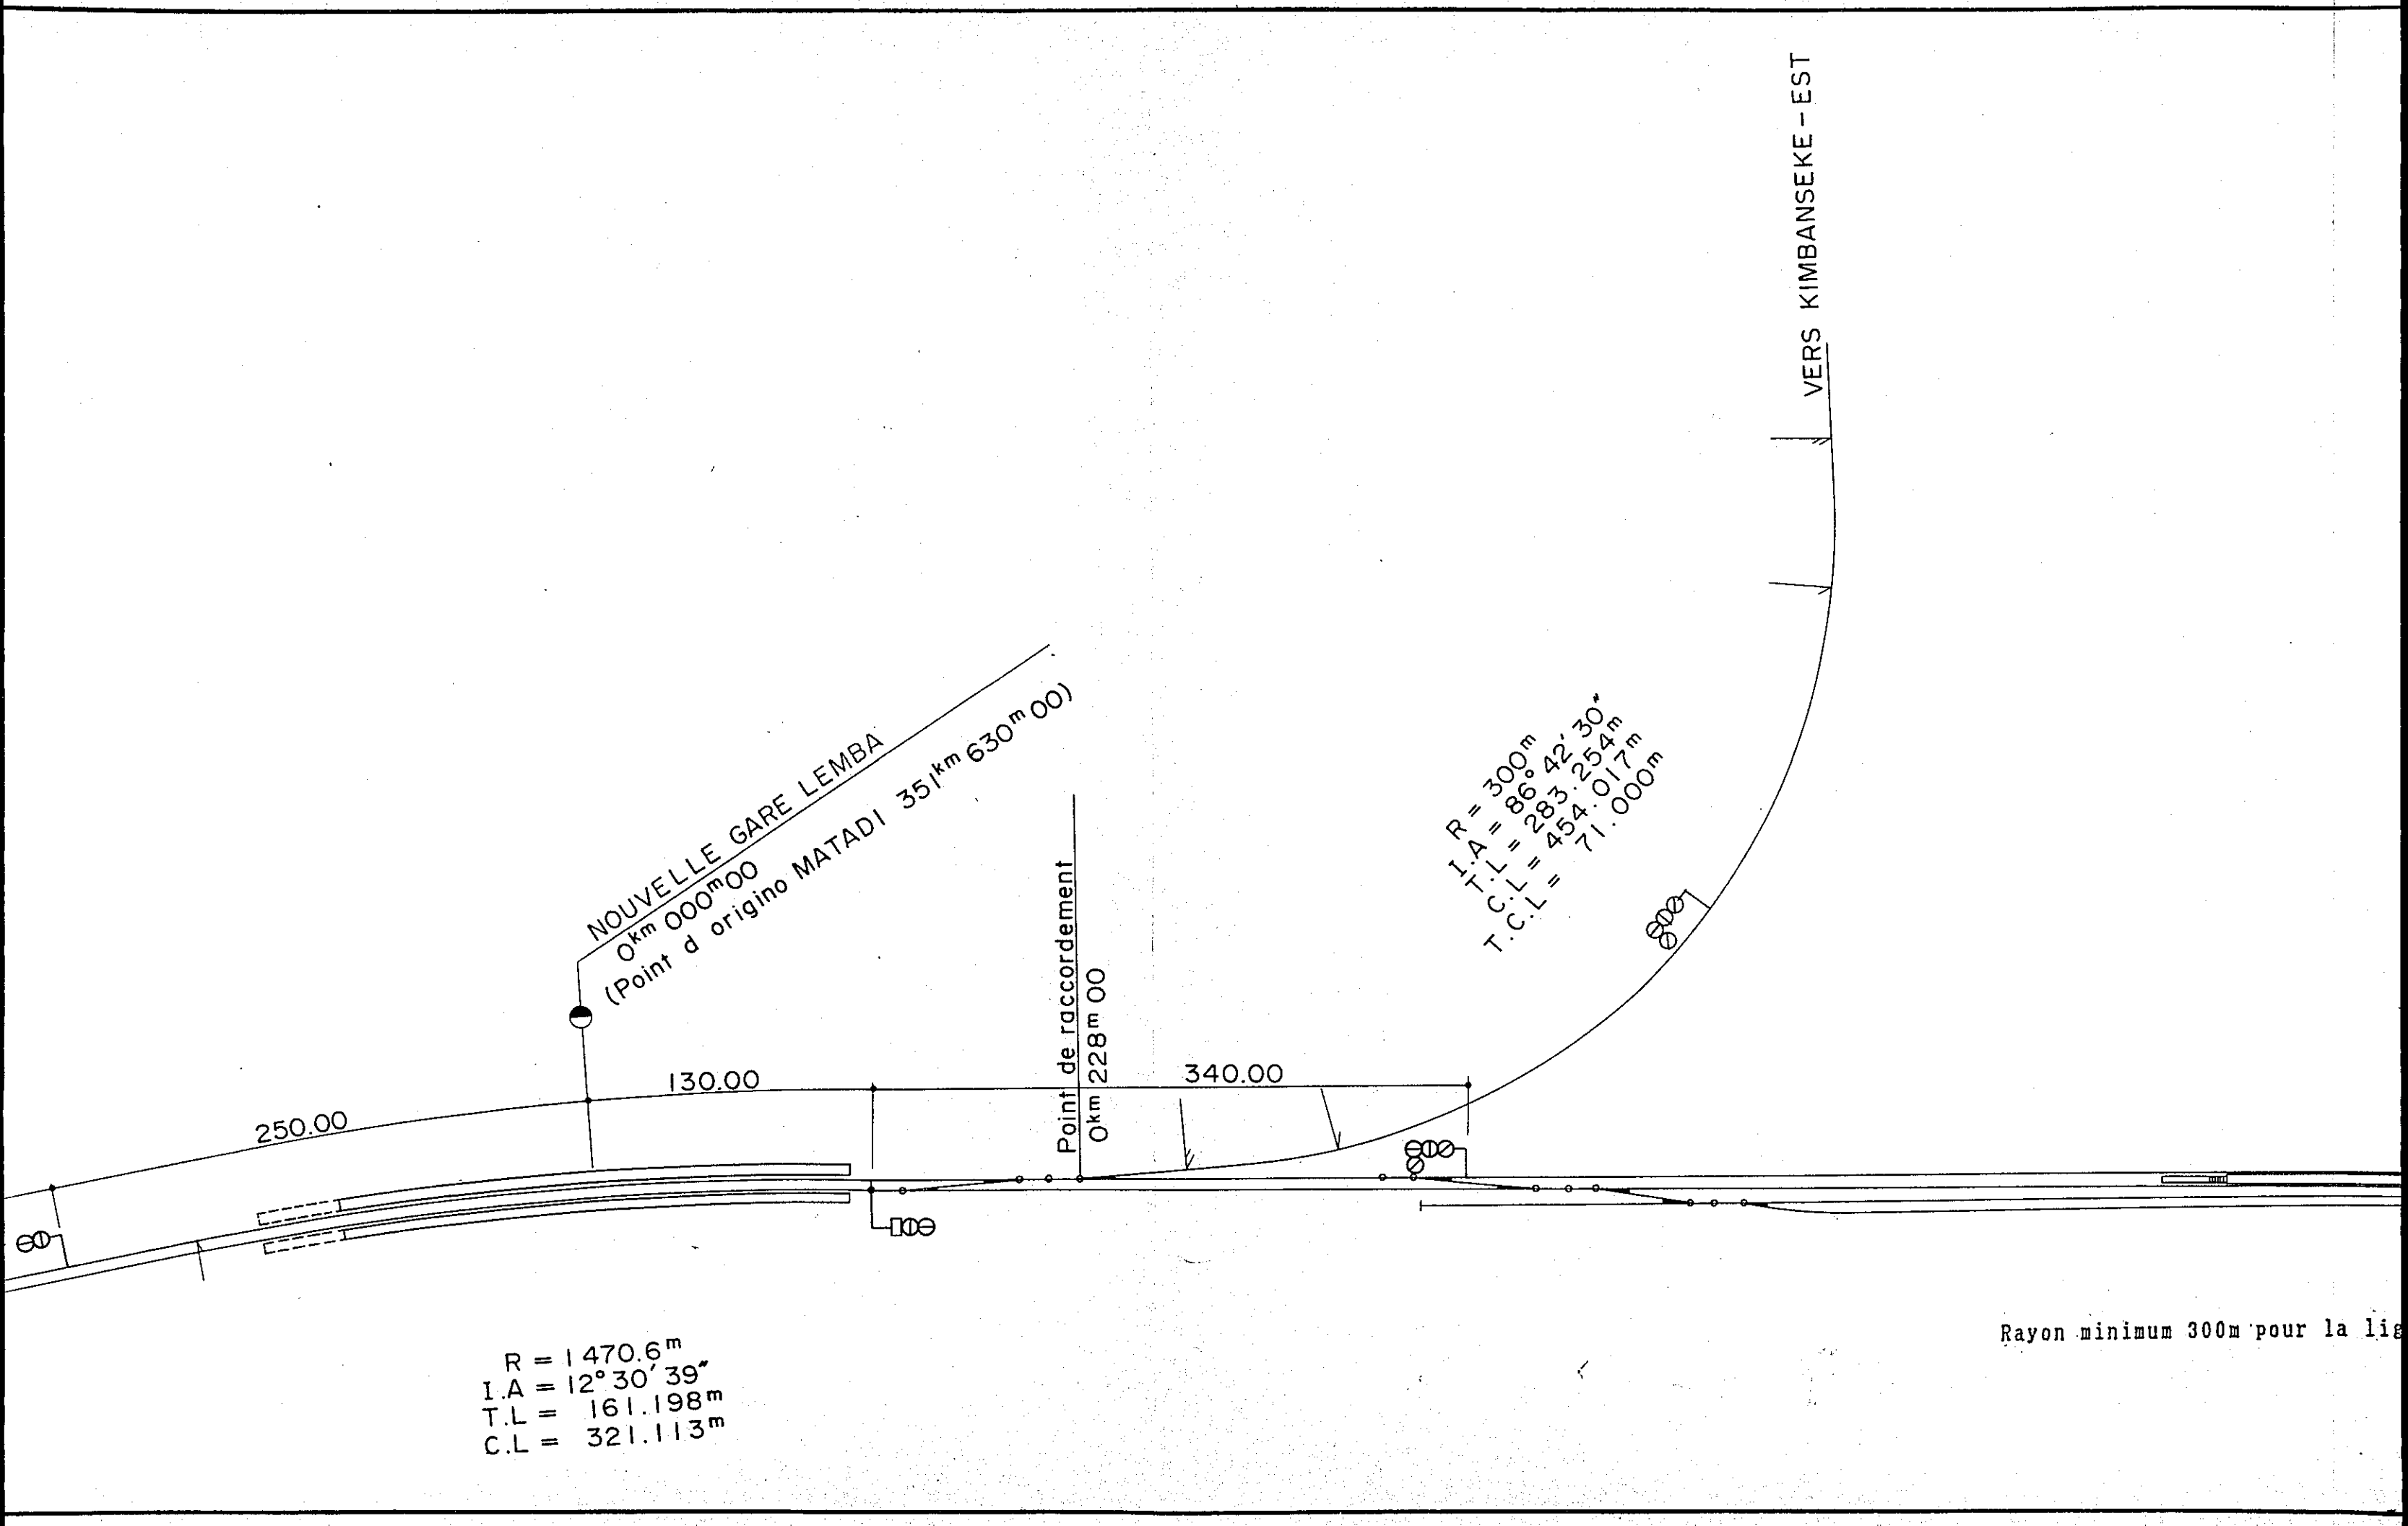 VERS KIMBANSEKE-EST
NOUVELLE GARE LEMBA
0km 000m00
(Point d origino MATADI 351km 630m00)
R = 300m
I.A = 86° 42' 30"
T.L = 283.254m
C.L = 454.017m
T.C.L = 71.000m
Point de raccordement
0km 228m 00
250.00
130.00
340.00
R = 1470.6m
I.A = 12° 30' 39"
T.L = 161.198m
C.L = 321.113m
Rayon minimum 300m pour la lig